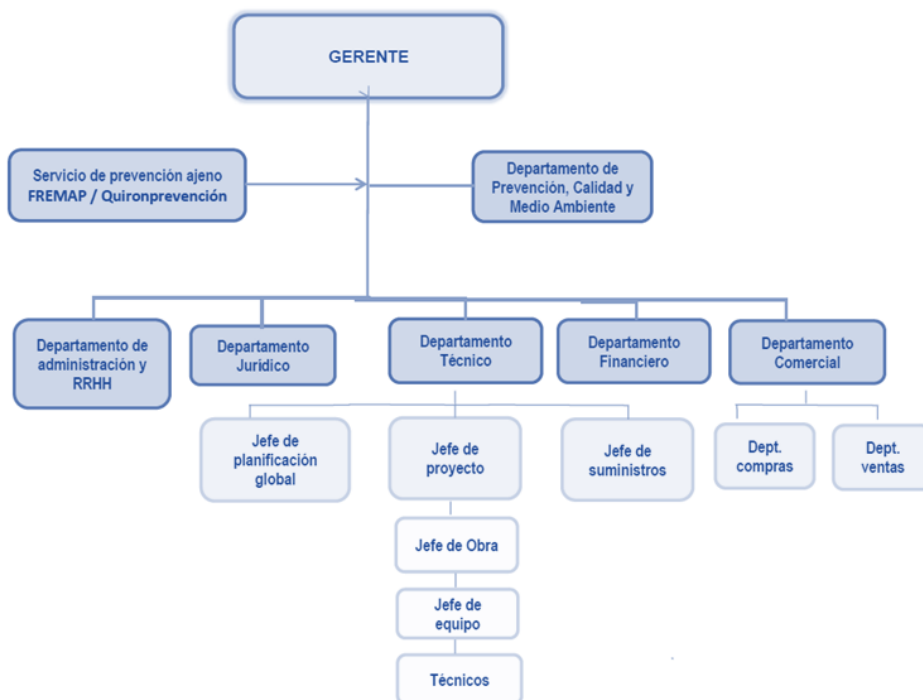 GERENTE
Servicio de prevención ajeno
FREMAP / Quironprevención
Departamento de
Prevención, Calidad y
Medio Ambiente
Departamento de
administración y
RRHH
Departamento
Jurídico
Departamento
Técnico
Departamento
Financiero
Departamento
Comercial
Jefe de
planificación
global
Jefe de
proyecto
Jefe de
suministros
Dept.
compras
Dept.
ventas
Jefe de Obra
Jefe de
equipo
Técnicos